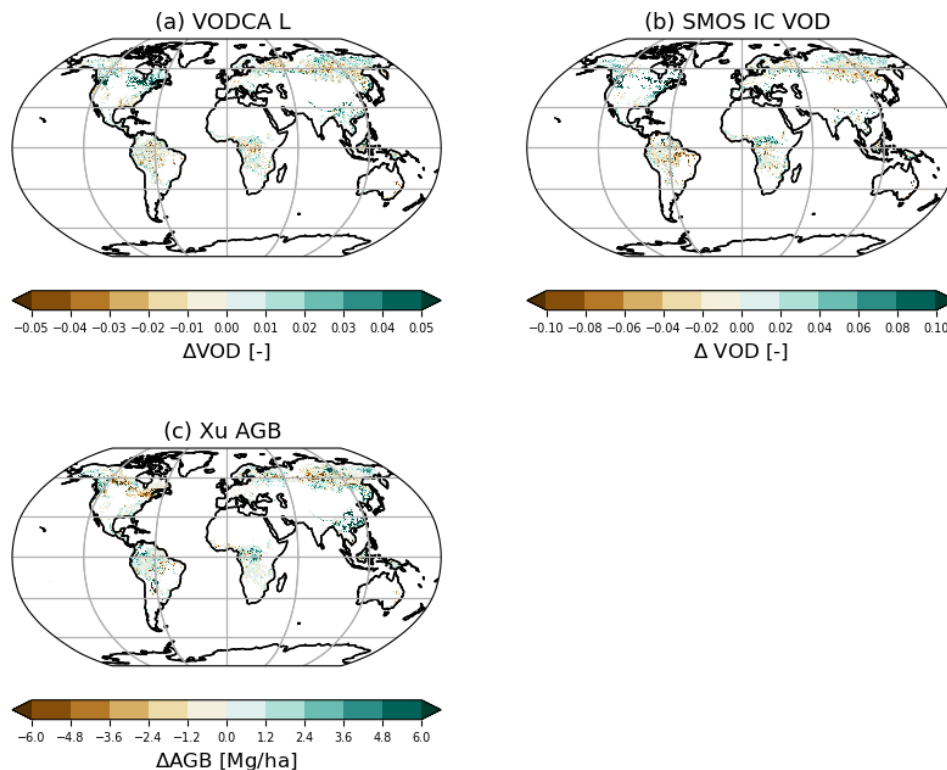 (a) VODCA L
(b) SMOS IC VOD
−0.05 −0.04 −0.03 −0.02 −0.01 0.00 0.01 0.02 0.03 0.04 0.05
ΔVOD [-]
−0.10 −0.08 −0.06 −0.04 −0.02 0.00 0.02 0.04 0.06 0.08 0.10
Δ VOD [-]
(c) Xu AGB
−6.0 −4.8 −3.6 −2.4 −1.2 0.0 1.2 2.4 3.6 4.8 6.0
ΔAGB [Mg/ha]